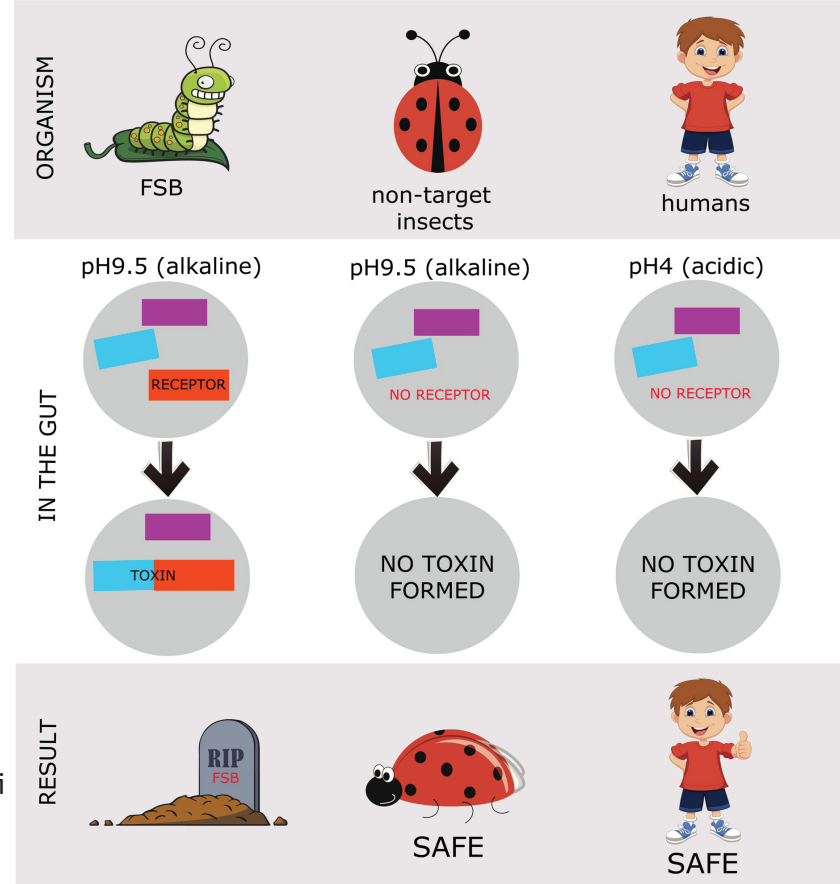 ORGANISM
FSB
non-target
insects
humans
IN THE GUT
pH9.5 (alkaline)
pH9.5 (alkaline)
pH4 (acidic)
RECEPTOR
NO RECEPTOR
NO RECEPTOR
TOXIN
NO TOXIN
FORMED
NO TOXIN
FORMED
RESULT
i
RIP
FSB
SAFE
SAFE